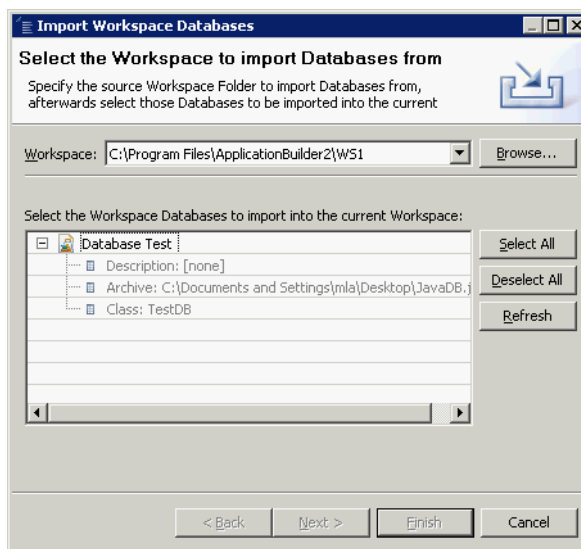 Import Workspace Databases
Select the Workspace to import Databases from
Specify the source Workspace Folder to import Databases from,
afterwards select those Databases to be imported into the current
Workspace: C:\Program Files\ApplicationBuilder2\WS1 Browse...
Select the Workspace Databases to import into the current Workspace:
Database Test Select All
Description: [none]
Archive: C:\Documents and Settings\mla\Desktop\JavaDB.j Deselect All
Class: TestDB Refresh
< Back Next > Finish Cancel